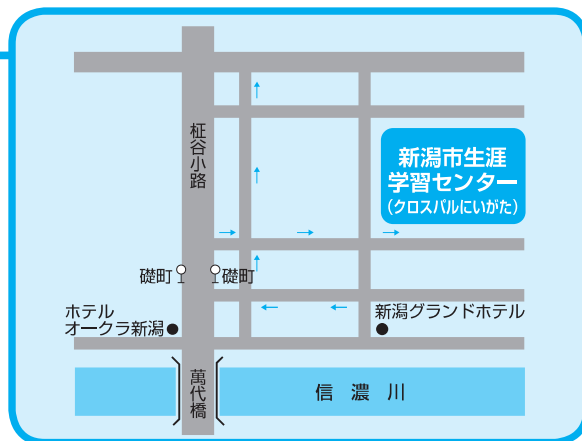 柾谷小路
新潟市生涯
学習センター
(クロスパルにいがた)
礎町
礎町
ホテル
オークラ新潟
新潟グランドホテル
萬代橋
信濃川